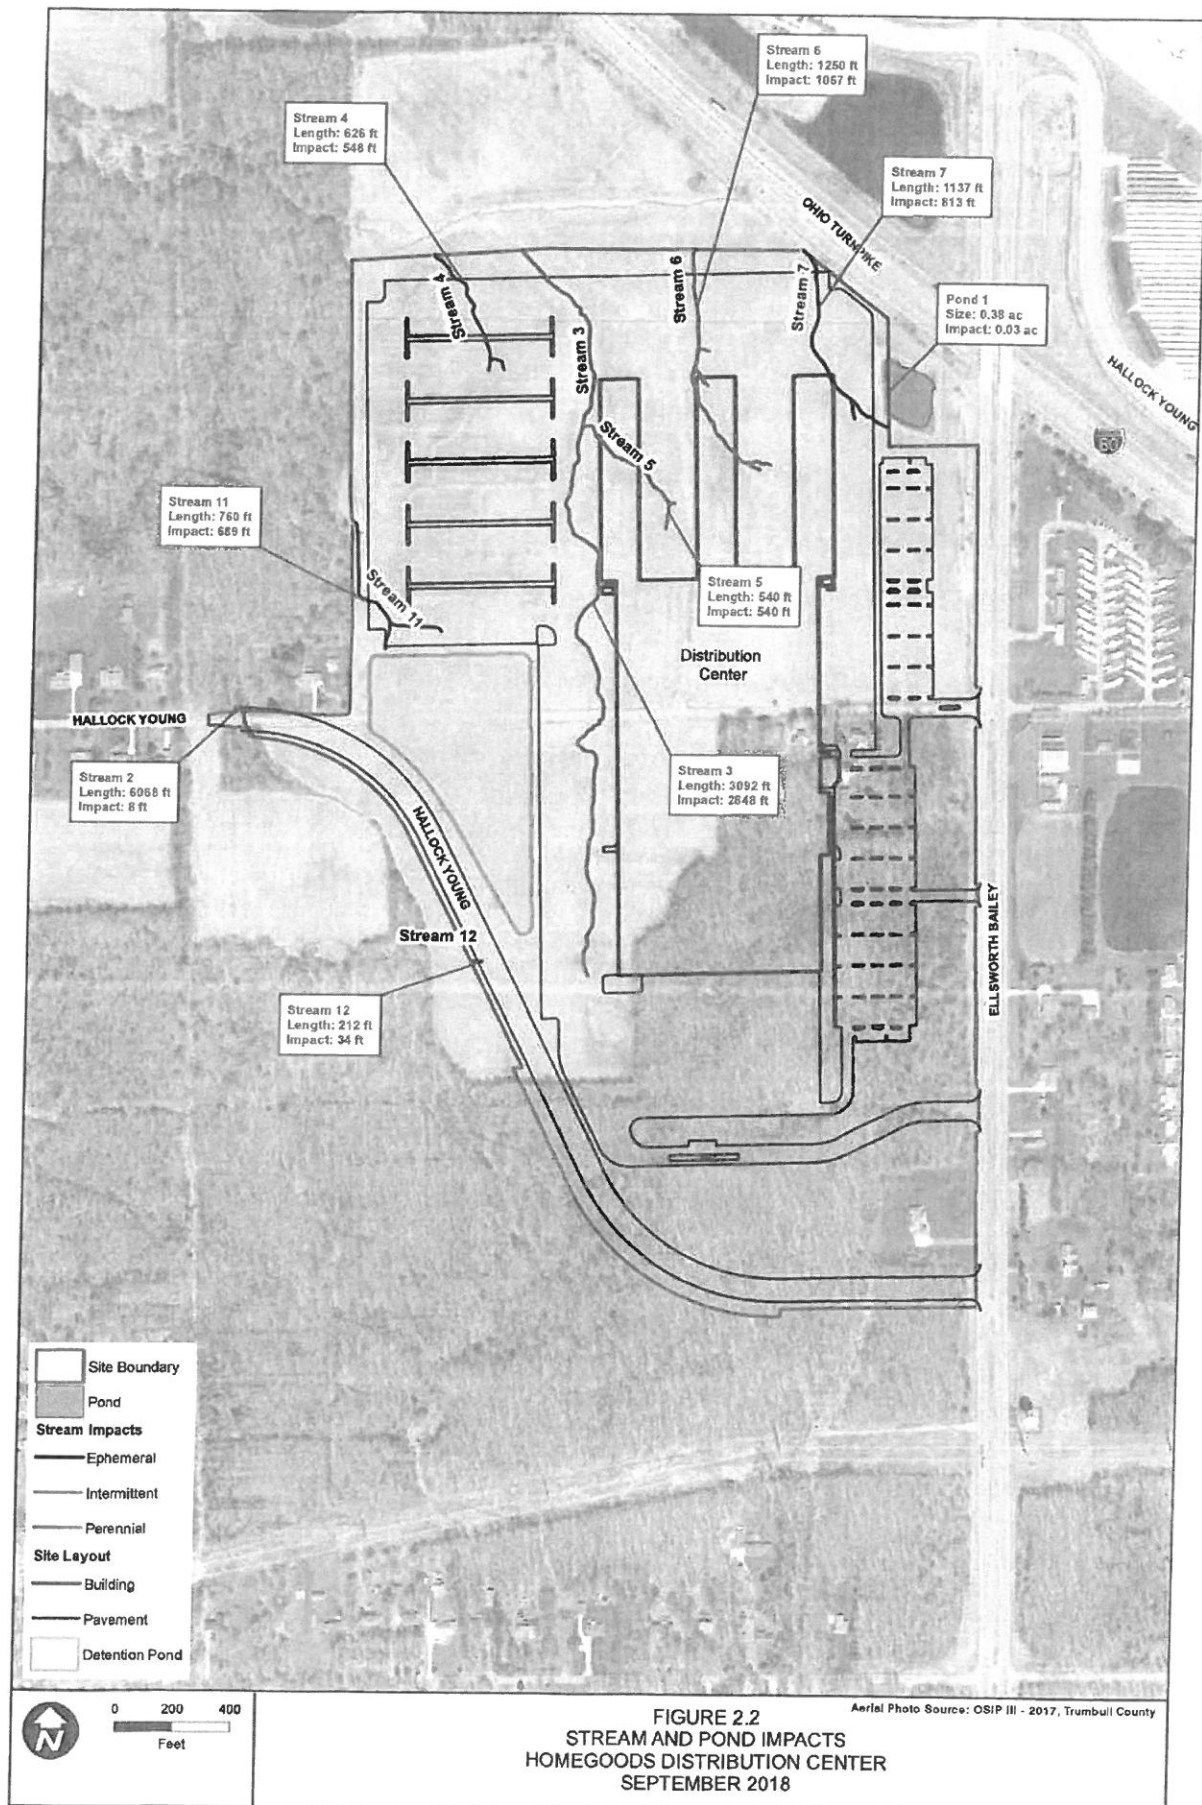 Stream 6
Length: 1250 ft
Impact: 1057 ft
Stream 4
Length: 626 ft
Impact: 548 ft
Stream 7
Length: 1137 ft
Impact: 813 ft
OHIO TURNPIKE
Pond 1
Size: 0.38 ac
Impact: 0.03 ac
HALLOCK YOUNG
80
Stream 4
Stream 3
Stream 6
Stream 7
Stream 5
Stream 11
Length: 760 ft
Impact: 689 ft
Stream 11
Stream 5
Length: 540 ft
Impact: 540 ft
Distribution
Center
HALLOCK YOUNG
Stream 2
Length: 6068 ft
Impact: 8 ft
Stream 3
Length: 3092 ft
Impact: 2848 ft
HALLOCK YOUNG
Stream 12
ELLSWORTH BAILEY
Stream 12
Length: 212 ft
Impact: 34 ft
Site Boundary
Pond
Stream Impacts
Ephemeral
Intermittent
Perennial
Site Layout
Building
Pavement
Detention Pond
N
0 200 400
Feet
Aerial Photo Source: OSIP III - 2017, Trumbull County
FIGURE 2.2
STREAM AND POND IMPACTS
HOMEGOODS DISTRIBUTION CENTER
SEPTEMBER 2018